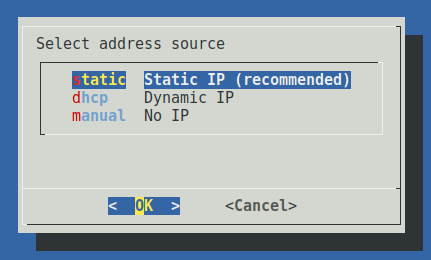 Select address source
static Static IP (recommended)
dhcp Dynamic IP
manual No IP
< OK > <Cancel>